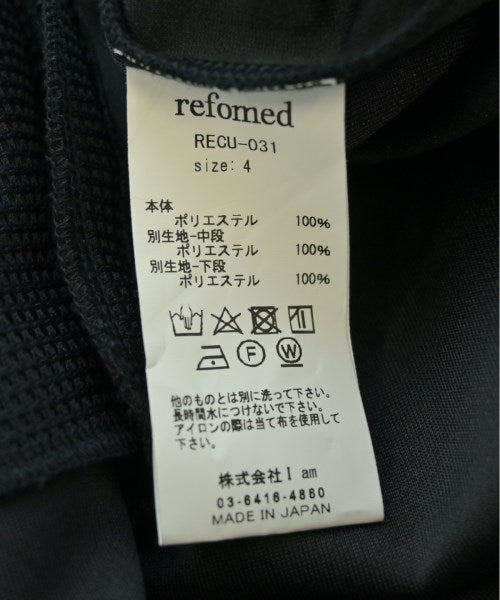 refomed
RECU-031
size: 4
本体
ポリエステル 100%
別生地-中段
ポリエステル 100%
別生地-下段
ポリエステル 100%
F
W
他のものとは別に洗って下さい。
長時間水につけないで下さい。
アイロンの際は当て布を使用して
下さい。
株式会社I am
03-6416-4860
MADE IN JAPAN